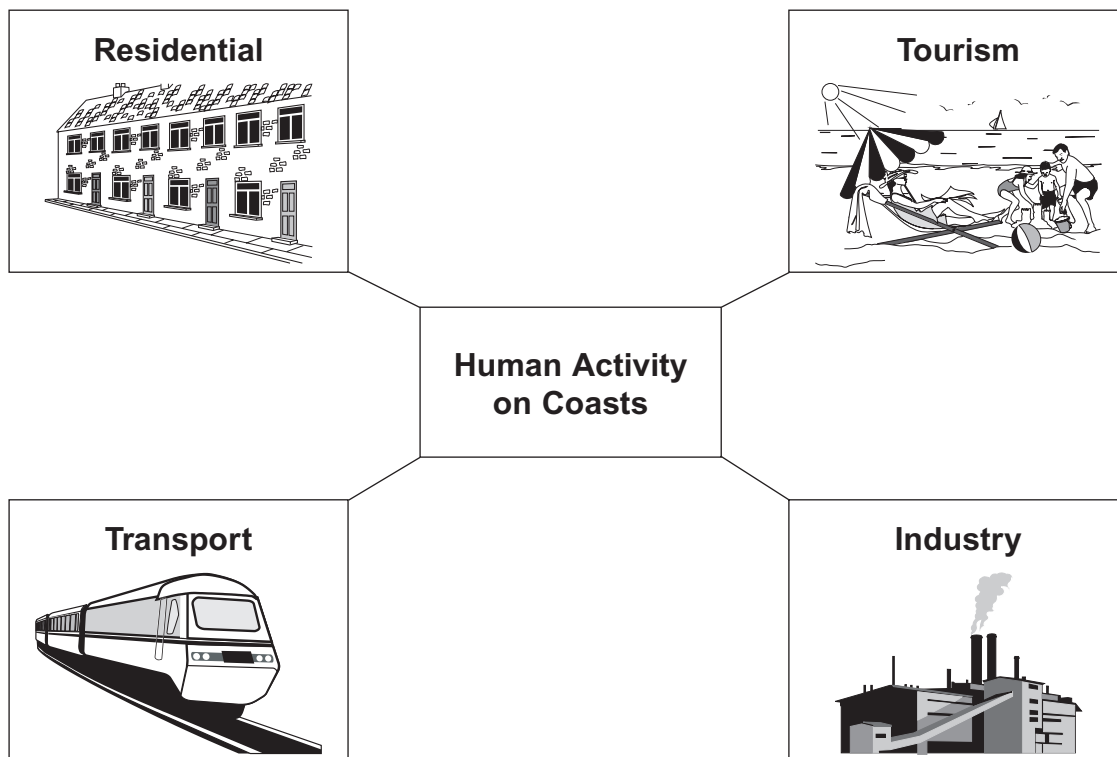 Residential
Tourism
Human Activity
on Coasts
Transport
Industry